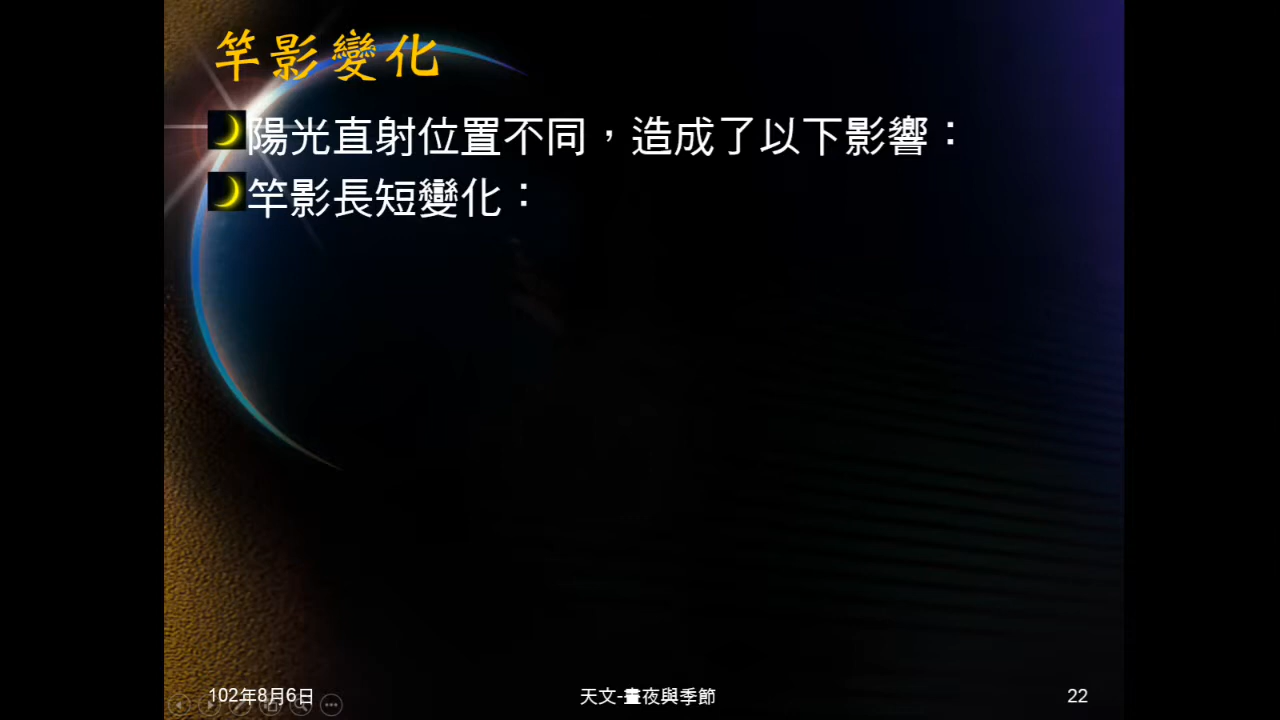 竿影變化
陽光直射位置不同，造成了以下影響：
竿影長短變化：
102年8月6日
天文-晝夜與季節
22